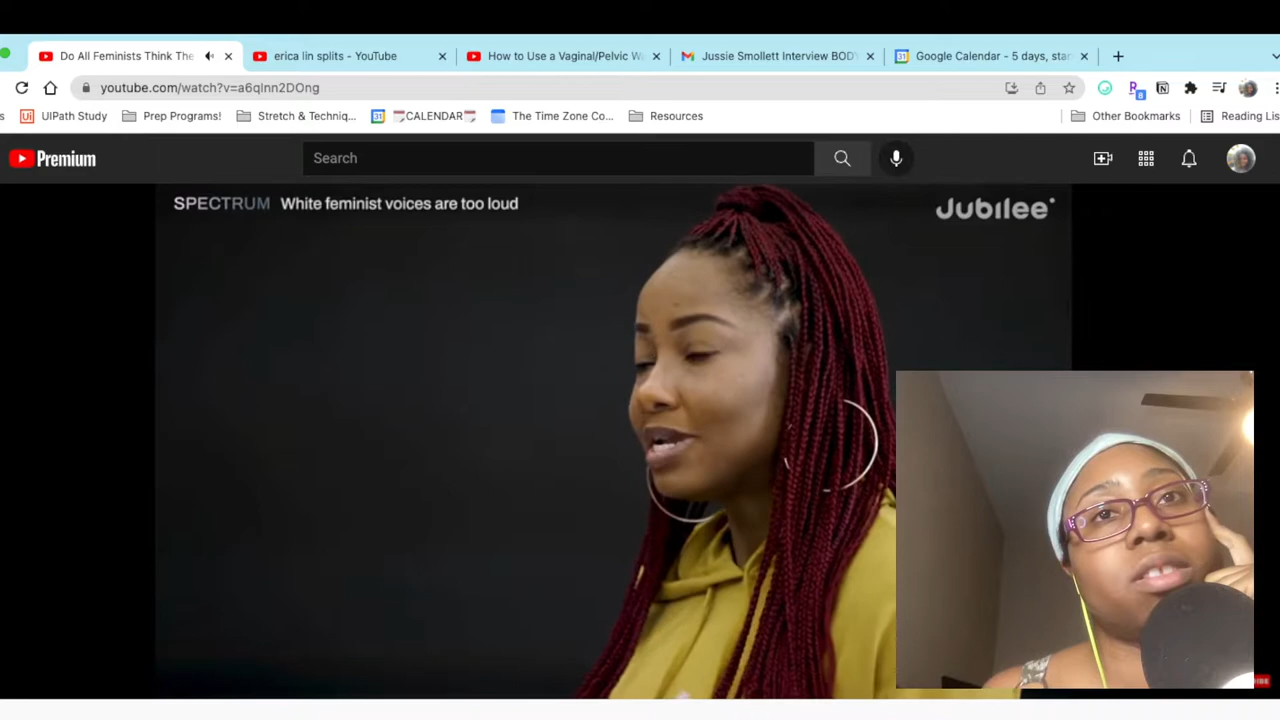 Do All Feminists Think The
erica lin splits - YouTube
How to Use a Vaginal/Pelvic W
Jussie Smollett Interview BODY
Google Calendar - 5 days, star
youtube.com/watch?v=a6qlnn2DOng
s
Ui UIPath Study
Prep Programs!
Stretch & Techniq...
31 CALENDAR
The Time Zone Co...
Resources
Other Bookmarks
Reading Lis
Premium
Search
SPECTRUM White feminist voices are too loud
Jubilee